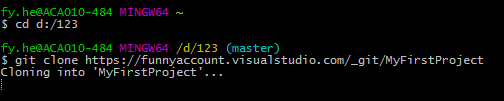 fy.he@ACA010-484 MINGW64 ~
$ cd d:/123
fy.he@ACA010-484 MINGW64 /d/123 (master)
$ git clone https://funnyaccount.visualstudio.com/_git/MyFirstProject
Cloning into 'MyFirstProject'...